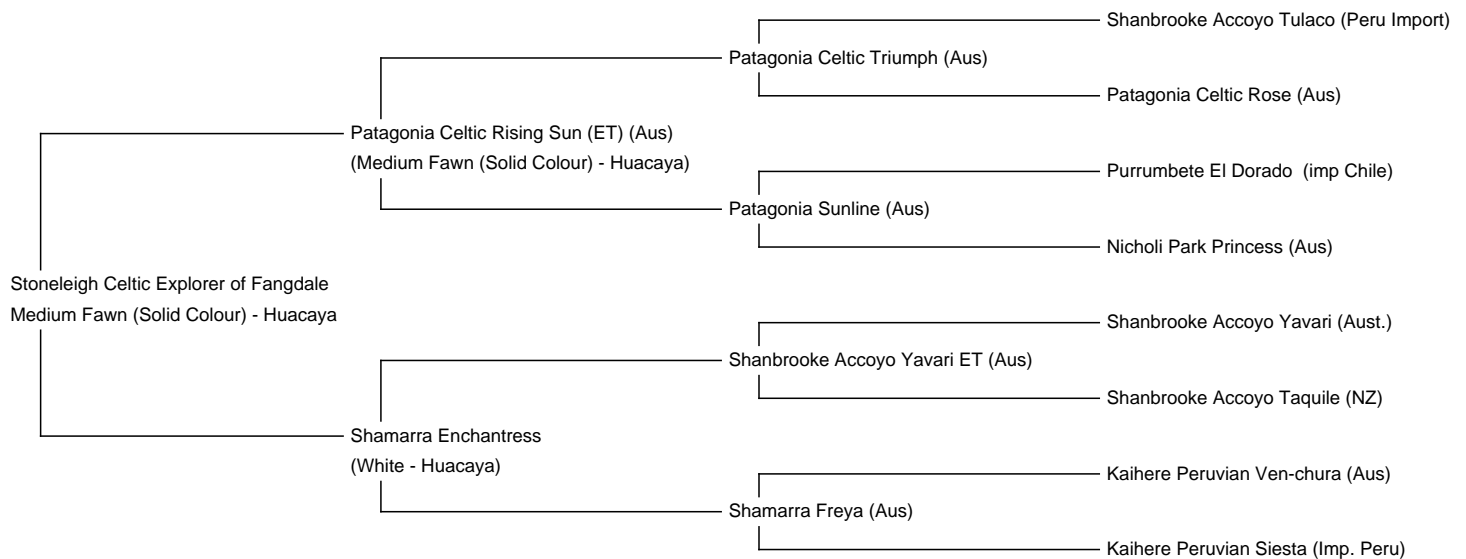 Shanbrooke Accoyo Tulaco (Peru Import)
Patagonia Celtic Triumph (Aus)
Patagonia Celtic Rose (Aus)
Patagonia Celtic Rising Sun (ET) (Aus)
(Medium Fawn (Solid Colour) - Huacaya)
Purrumbete El Dorado  (imp Chile)
Patagonia Sunline (Aus)
Nicholi Park Princess (Aus)
Stoneleigh Celtic Explorer of Fangdale
Medium Fawn (Solid Colour) - Huacaya
Shanbrooke Accoyo Yavari (Aust.)
Shanbrooke Accoyo Yavari ET (Aus)
Shanbrooke Accoyo Taquile (NZ)
Shamarra Enchantress
(White - Huacaya)
Kaihere Peruvian Ven-chura (Aus)
Shamarra Freya (Aus)
Kaihere Peruvian Siesta (Imp. Peru)